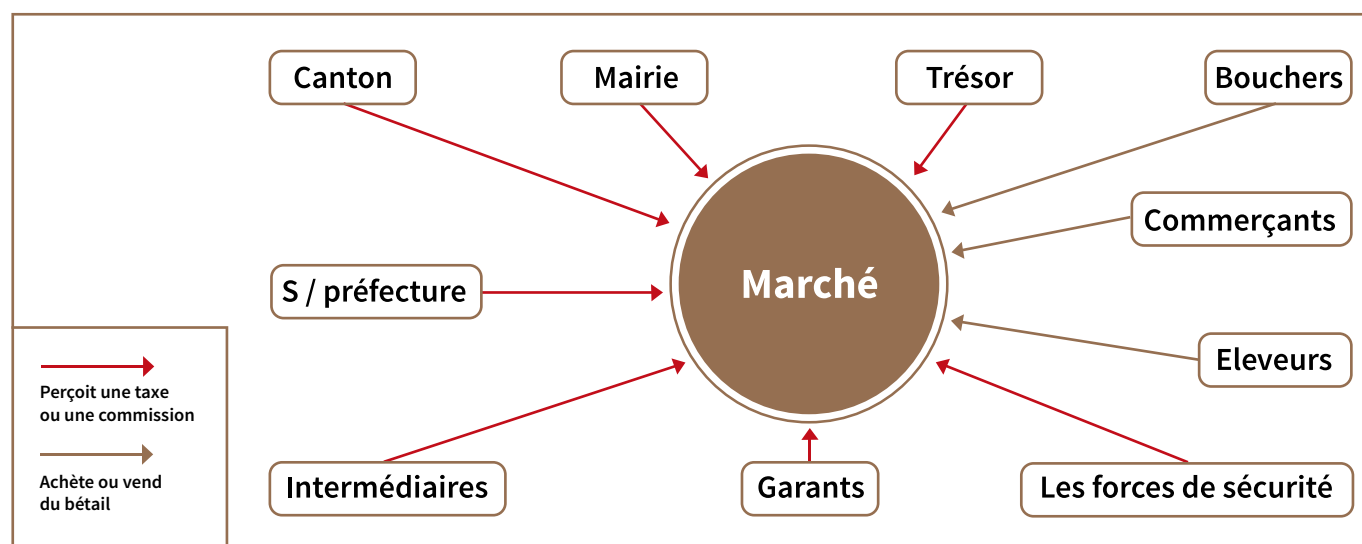 Canton
Mairie
Trésor
Bouchers
Commerçants
Marché
S / préfecture
Eleveurs
Perçoit une taxe
ou une commission
Achète ou vend
du bétail
Intermédiaires
Garants
Les forces de sécurité